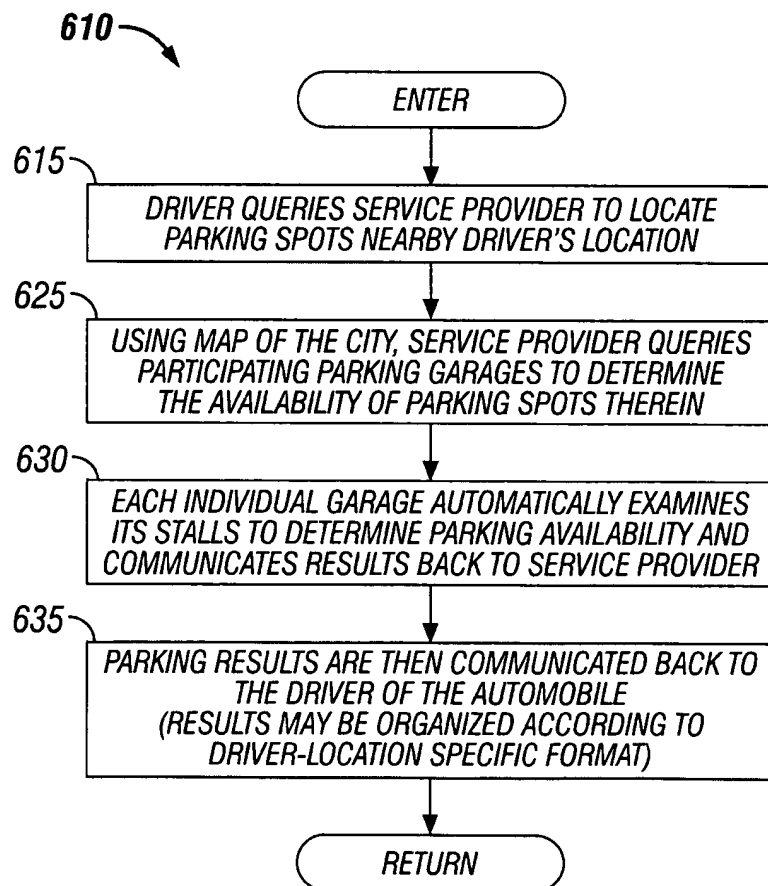 610
ENTER
615
DRIVER QUERIES SERVICE PROVIDER TO LOCATE
PARKING SPOTS NEARBY DRIVER'S LOCATION
625
USING MAP OF THE CITY, SERVICE PROVIDER QUERIES
PARTICIPATING PARKING GARAGES TO DETERMINE
THE AVAILABILITY OF PARKING SPOTS THEREIN
630
EACH INDIVIDUAL GARAGE AUTOMATICALLY EXAMINES
ITS STALLS TO DETERMINE PARKING AVAILABILITY AND
COMMUNICATES RESULTS BACK TO SERVICE PROVIDER
635
PARKING RESULTS ARE THEN COMMUNICATED BACK TO
THE DRIVER OF THE AUTOMOBILE
(RESULTS MAY BE ORGANIZED ACCORDING TO
DRIVER-LOCATION SPECIFIC FORMAT)
RETURN